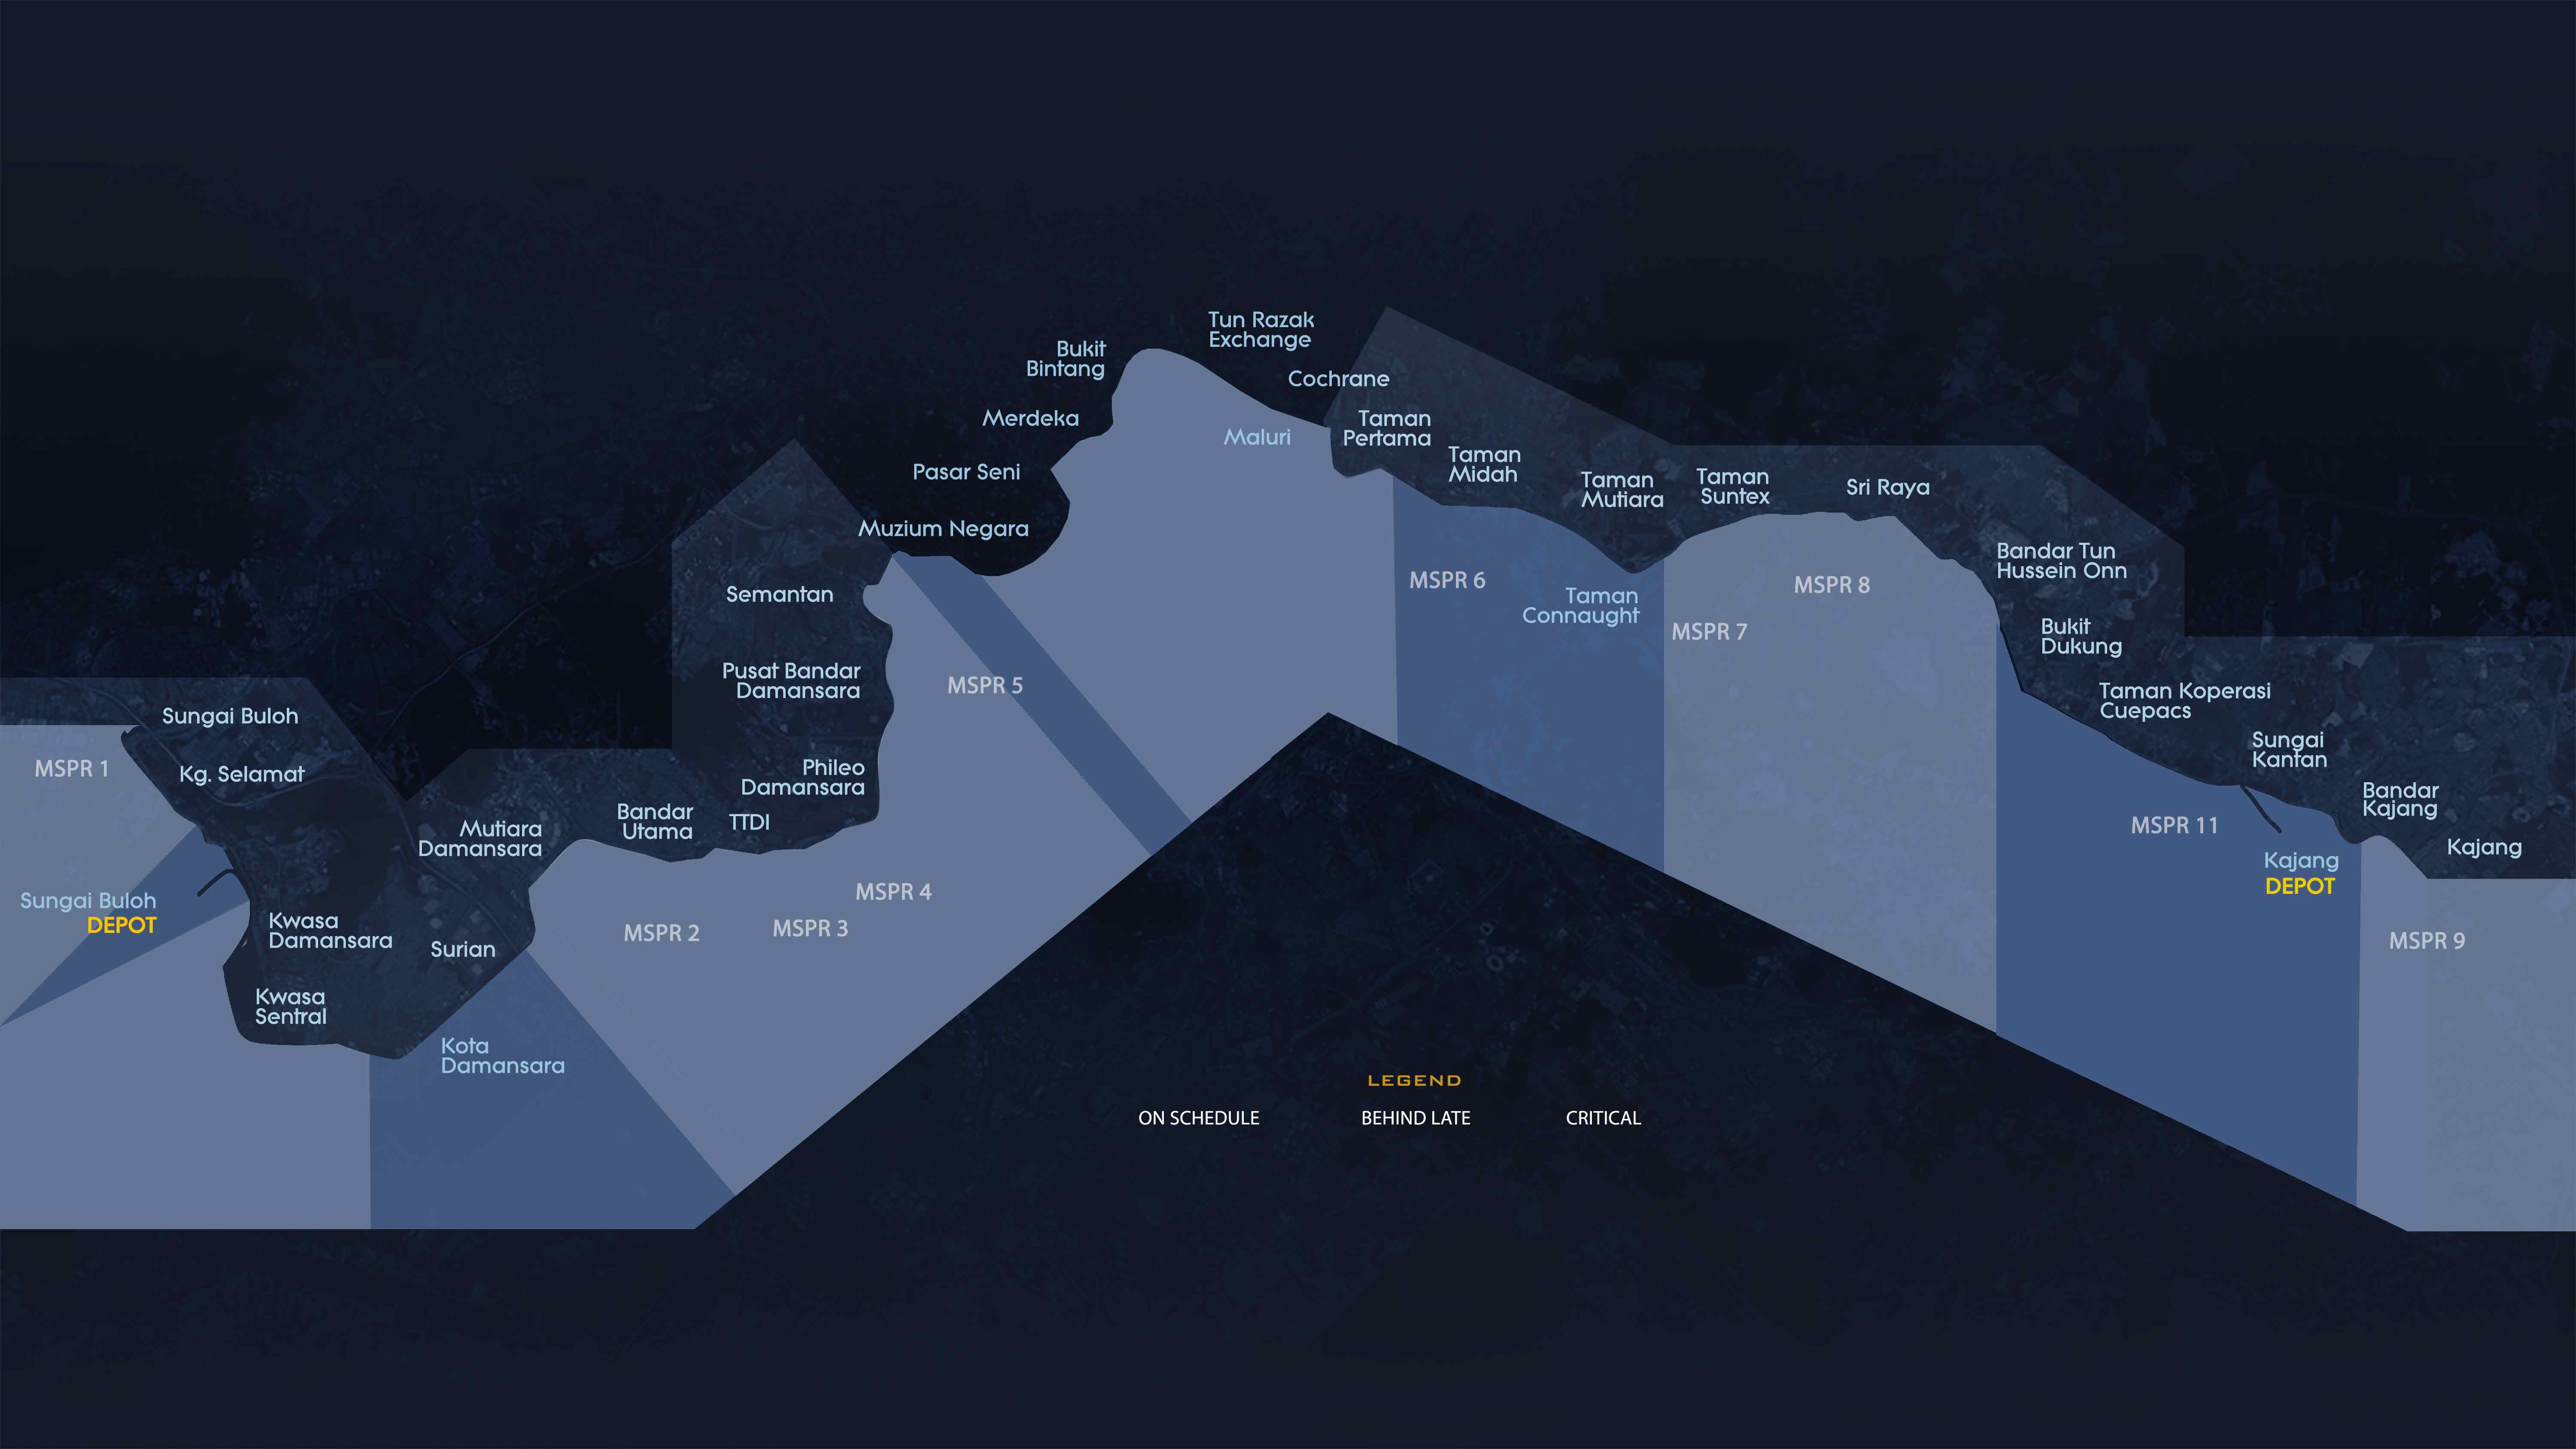 Tun Razak
Exchange
Bukit
Bintang
Cochrane
Merdeka
Maluri
Taman
Pertama
Pasar Seni
Taman
Midah
Taman
Mutiara
Taman
Suntex
Sri Raya
Muzium Negara
Semantan
MSPR 6
Taman
Connaught
MSPR 7
MSPR 8
Bandar Tun
Hussein Onn
Bukit
Dukung
Pusat Bandar
Damansara
MSPR 5
Taman Koperasi
Cuepacs
Sungai Buloh
MSPR 1
Kg. Selamat
Phileo
Damansara
Sungai
Kantan
Mutiara
Damansara
Bandar
Utama
TTDI
Bandar
Kajang
MSPR 11
Kajang
Kajang
DEPOT
Sungai Buloh
DEPOT
Kwasa
Damansara
Surian
MSPR 2
MSPR 3
MSPR 4
MSPR 9
Kwasa
Sentral
Kota
Damansara
LEGEND
ON SCHEDULE
BEHIND LATE
CRITICAL